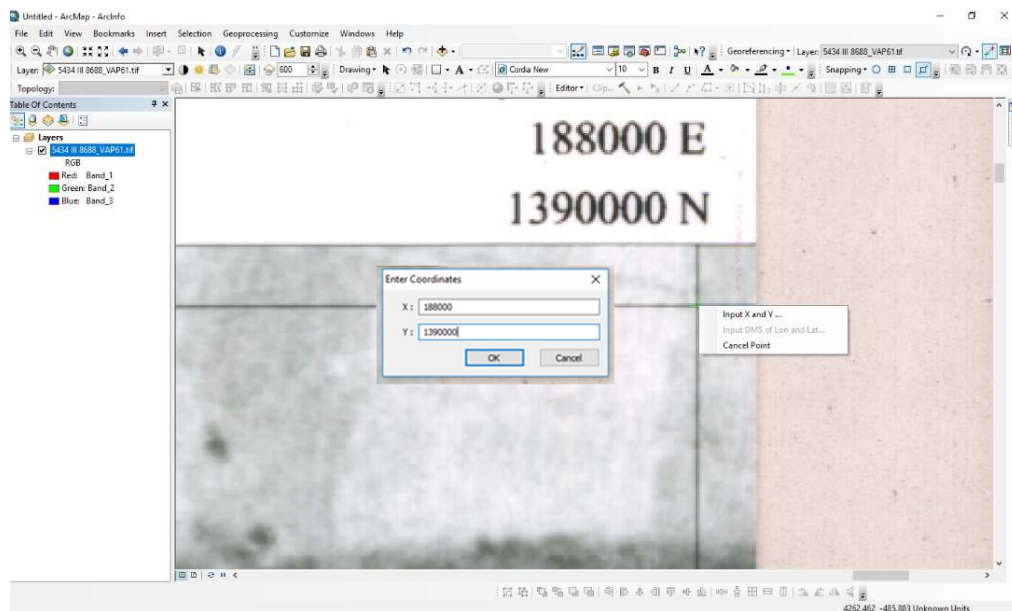 Untitled - ArcMap - ArcInfo
File Edit View Bookmarks Insert Selection Geoprocessing Customize Windows Help
Georeferencing Layer: 5434 III 8688_VAP61.tif
Layer: 5434 III 8688_VAP61.tif 600 Drawing A Cordia New 10 B I U A Snapping
Topology: Editor
Table Of Contents
Layers
5434 III 8688_VAP61.tif
RGB
Red: Band_1
Green: Band_2
Blue: Band_3
188000 E
1390000 N
Enter Coordinates
X: 188000
Y: 1390000
OK Cancel
Input X and Y ...
Input DMS of Lon and Lat...
Cancel Point
4262.462 -485.883 Unknown Units